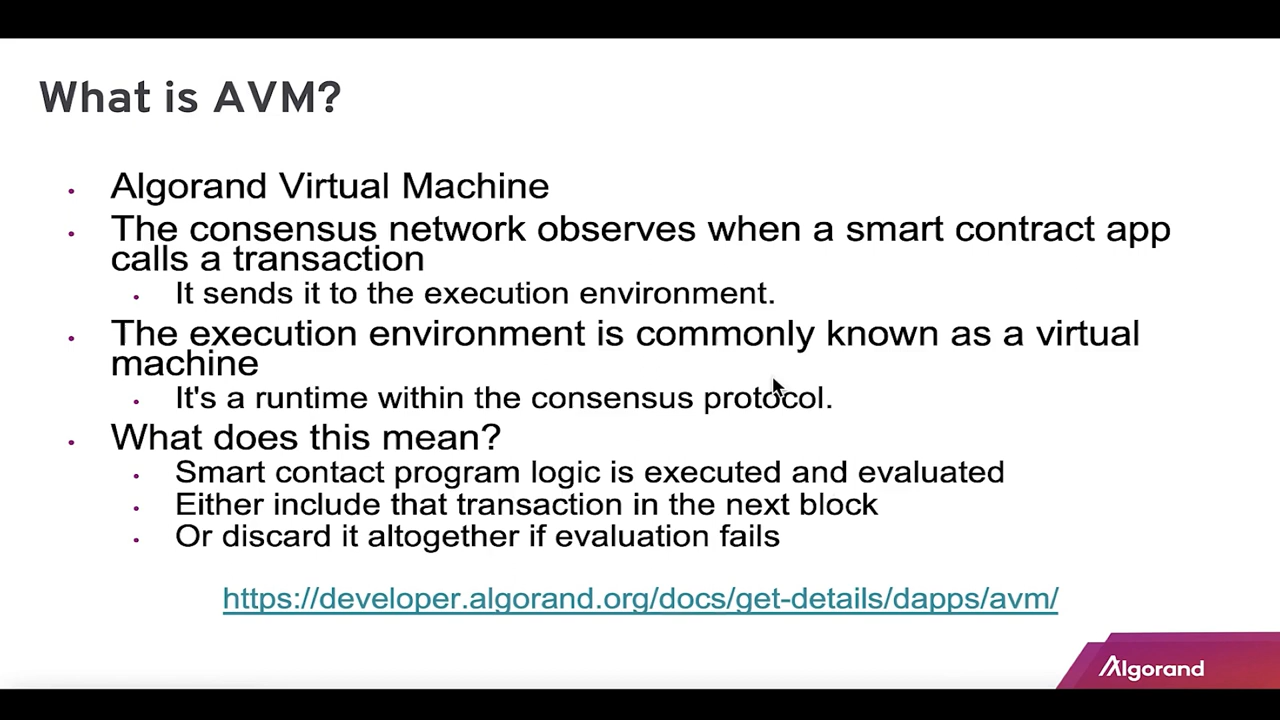 What is AVM?
• Algorand Virtual Machine
• The consensus network observes when a smart contract app
calls a transaction
• It sends it to the execution environment.
• The execution environment is commonly known as a virtual
machine
• It's a runtime within the consensus protocol.
• What does this mean?
• Smart contact program logic is executed and evaluated
• Either include that transaction in the next block
• Or discard it altogether if evaluation fails
https://developer.algorand.org/docs/get-details/dapps/avm/
Algorand